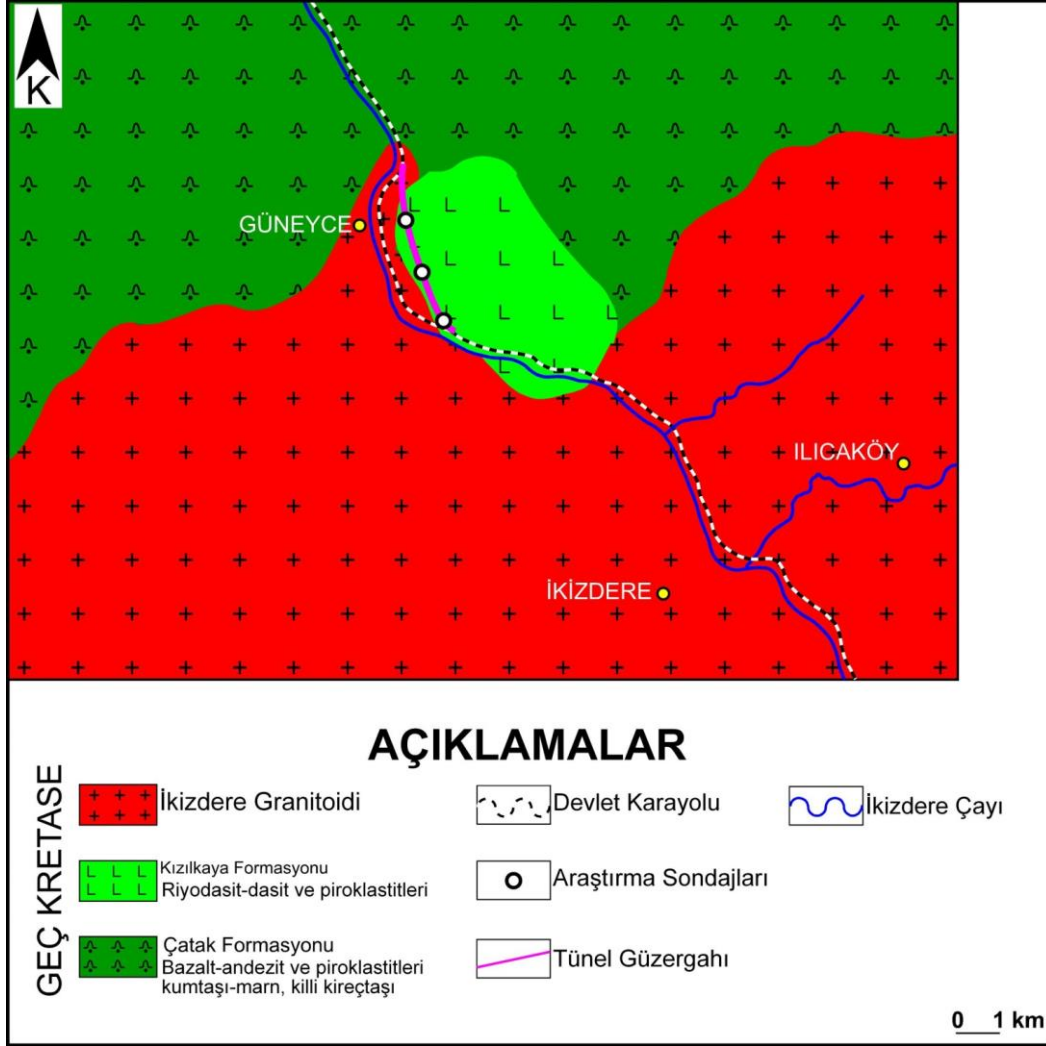 K
GÜNEYCE
ILICAKÖY
İKİZDERE
AÇIKLAMALAR
GEÇ KRETASE
İkizdere Granitoidi
Kızılkaya Formasyonu
Riyodasit-dasit ve piroklastitleri
Çatak Formasyonu
Bazalt-andezit ve piroklastitleri
kumtaşı-marn, killi kireçtaşı
Devlet Karayolu
Araştırma Sondajları
Tünel Güzergahı
İkizdere Çayı
0 1 km